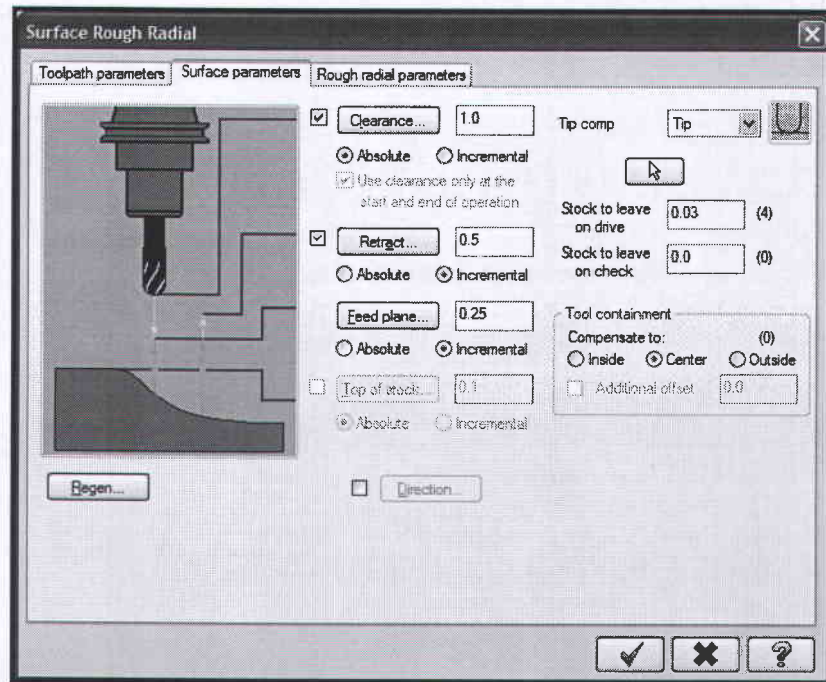 Surface Rough Radial
Toolpath parameters Surface parameters Rough radial parameters
Clearance... 1.0
Absolute Incremental
Use clearance only at the
start and end of operation
Retract... 0.5
Absolute Incremental
Feed plane... 0.25
Absolute Incremental
Top of stock... 0.1
Absolute Incremental
Tip comp Tip
Stock to leave
on drive 0.03 (4)
Stock to leave
on check 0.0 (0)
Tool containment
Compensate to: (0)
Inside Center Outside
Additional offset 0.0
Regen...
Direction...